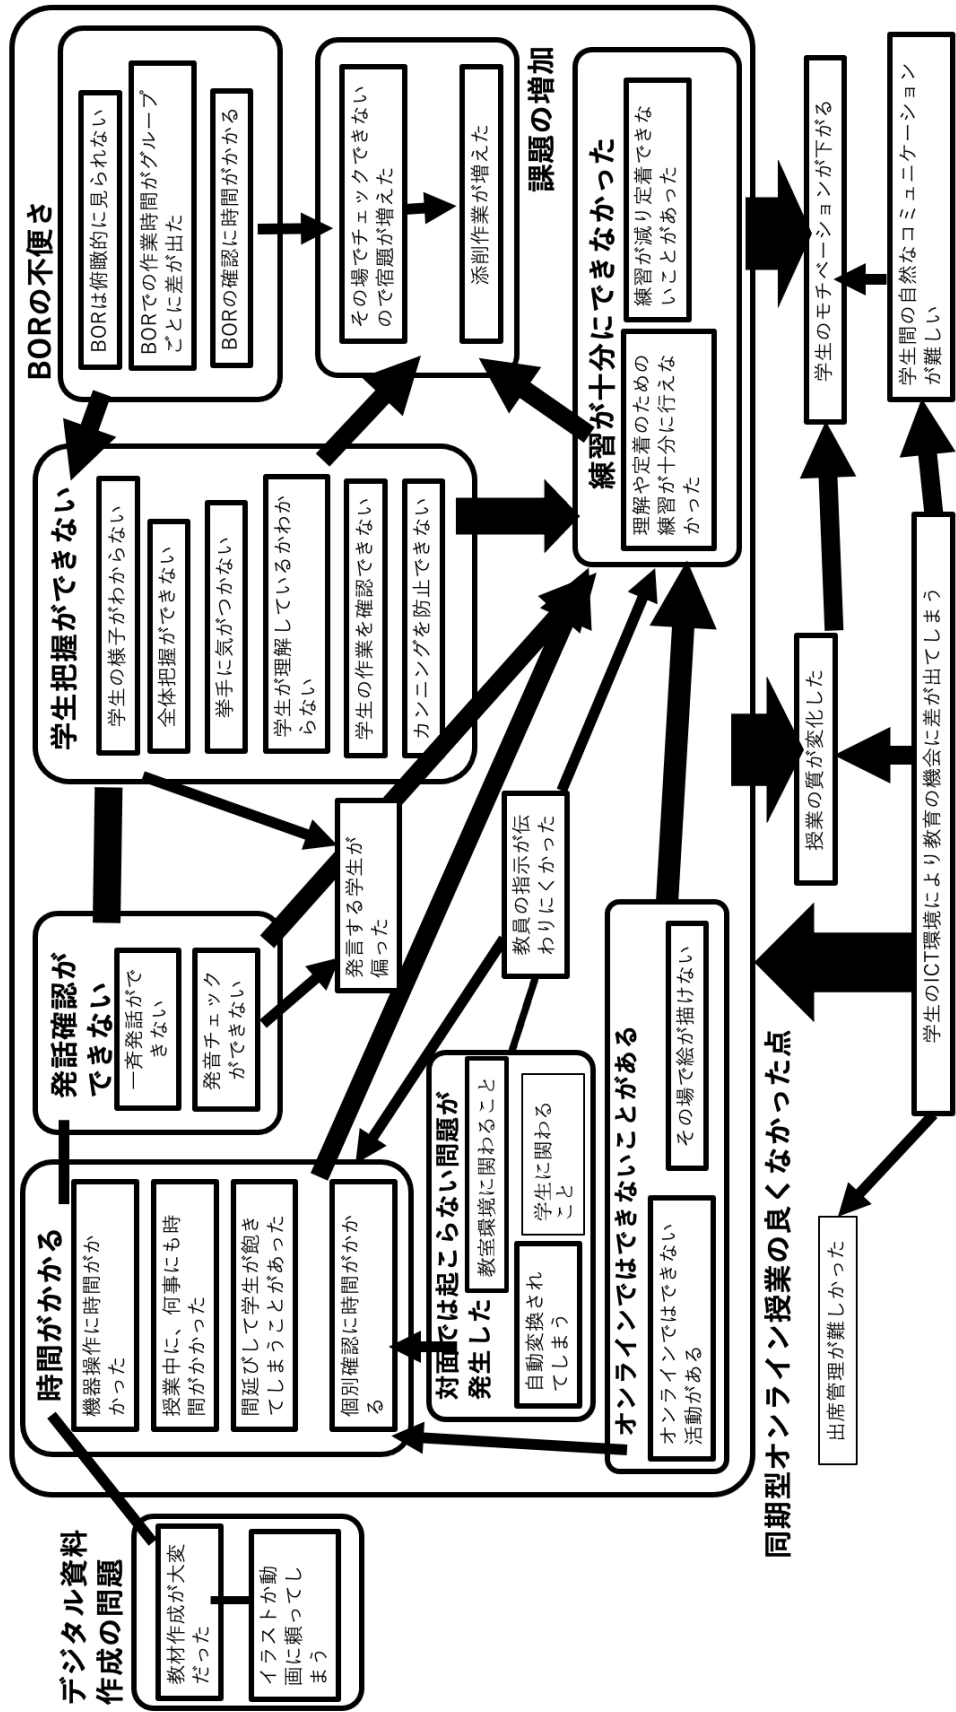 デジタル資料
作成の問題
教材作成が大変
だった
イラストか動
画に頼ってし
まう
時間がかかる
機器操作に時間がか
かった
授業中に、何事にも時
間がかかった
間延びして学生が飽き
てしまうことがあった
個別確認に時間がかか
る
発話確認が
できない
一斉発話がで
きない
発音チェック
ができない
学生把握ができない
学生の様子がわからない
全体把握ができない
挙手に気がつかない
学生が理解しているかわか
らない
学生の作業を確認できない
カンニングを防止できない
BORの不便さ
BORは俯瞰的に見られない
BORでの作業時間がグループ
ごとに差が出た
BORの確認に時間がかかる
その場でチェックできない
ので宿題が増えた
添削作業が増えた
課題の増加
発言する学生が
偏った
教員の指示が伝
わりにくかった
対面では起こらない問題が
発生した
教室環境に関わること
自動変換され
てしまう
学生に関わる
こと
オンラインではできないことがある
オンラインではできない
活動がある
その場で絵が描けない
練習が十分にできなかった
理解や定着のための
練習が十分に行えな
かった
練習が減り定着できな
いことがあった
同期型オンライン授業の良くなかった点
出席管理が難しかった
授業の質が変化した
学生のモチベーションが下がる
学生間の自然なコミュニケーション
が難しい
学生のICT環境により教育の機会に差が出てしまう